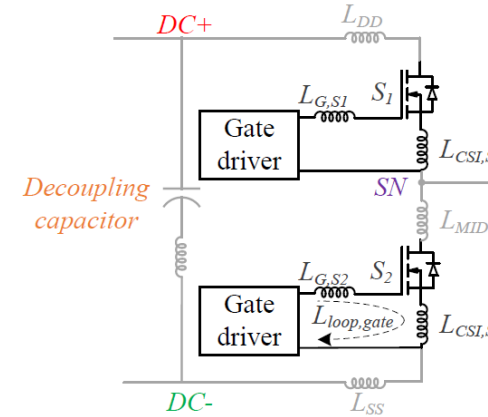 DC+
L_DD
L_G,S1
S_1
Gate
driver
L_CSI,S
Decoupling
capacitor
SN
L_MID
L_G,S2
S_2
Gate
driver
L_loop,gate
L_CSI,S
DC-
L_SS